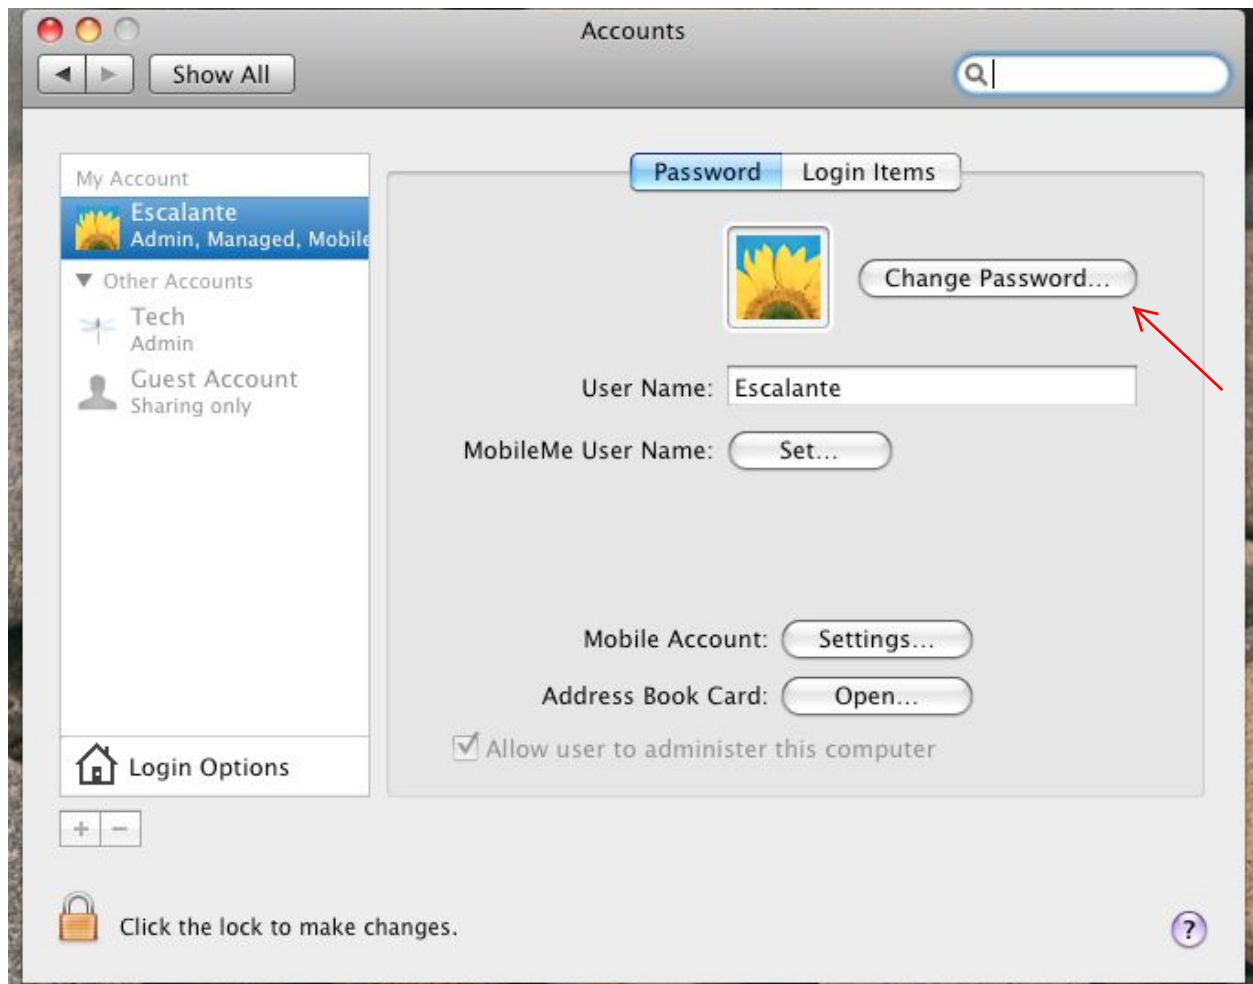 Accounts
Show All
My Account
Escalante
Admin, Managed, Mobile
Other Accounts
Tech
Admin
Guest Account
Sharing only
Login Options
+ −
Password Login Items
Change Password...
User Name: Escalante
MobileMe User Name: Set...
Mobile Account: Settings...
Address Book Card: Open...
Allow user to administer this computer
Click the lock to make changes.
?